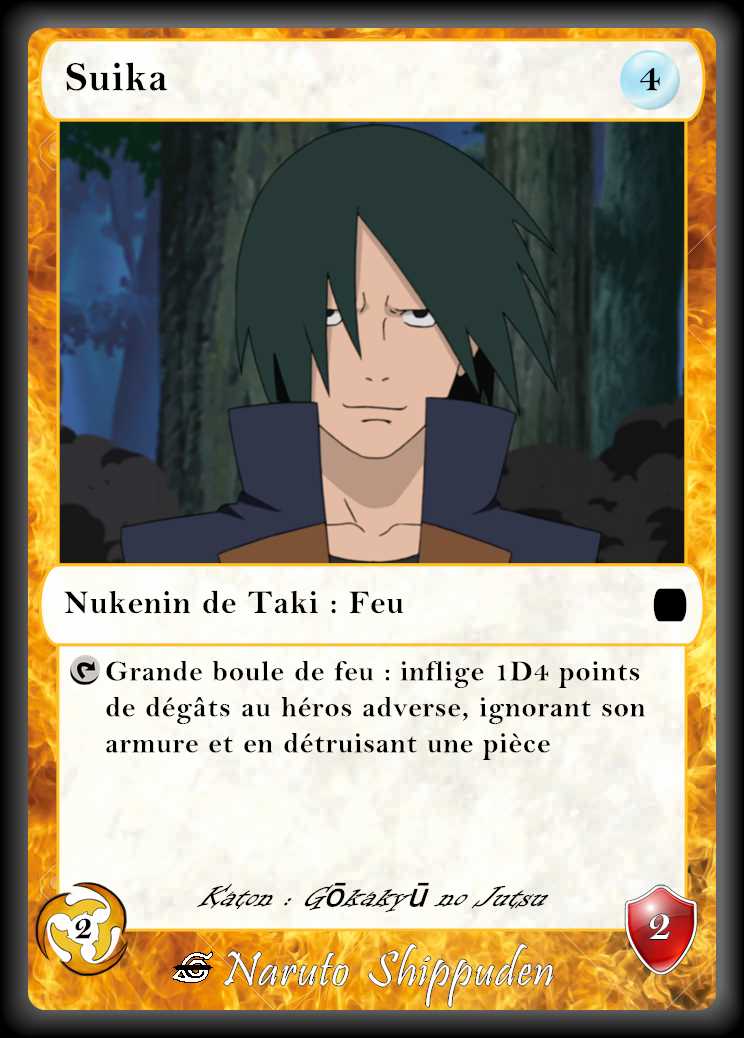 Suika
4
Nukenin de Taki : Feu
Grande boule de feu : inflige 1D4 points
de dégâts au héros adverse, ignorant son
armure et en détruisant une pièce
Katon : Gōkakyū no Jutsu
2
2
Naruto Shippuden